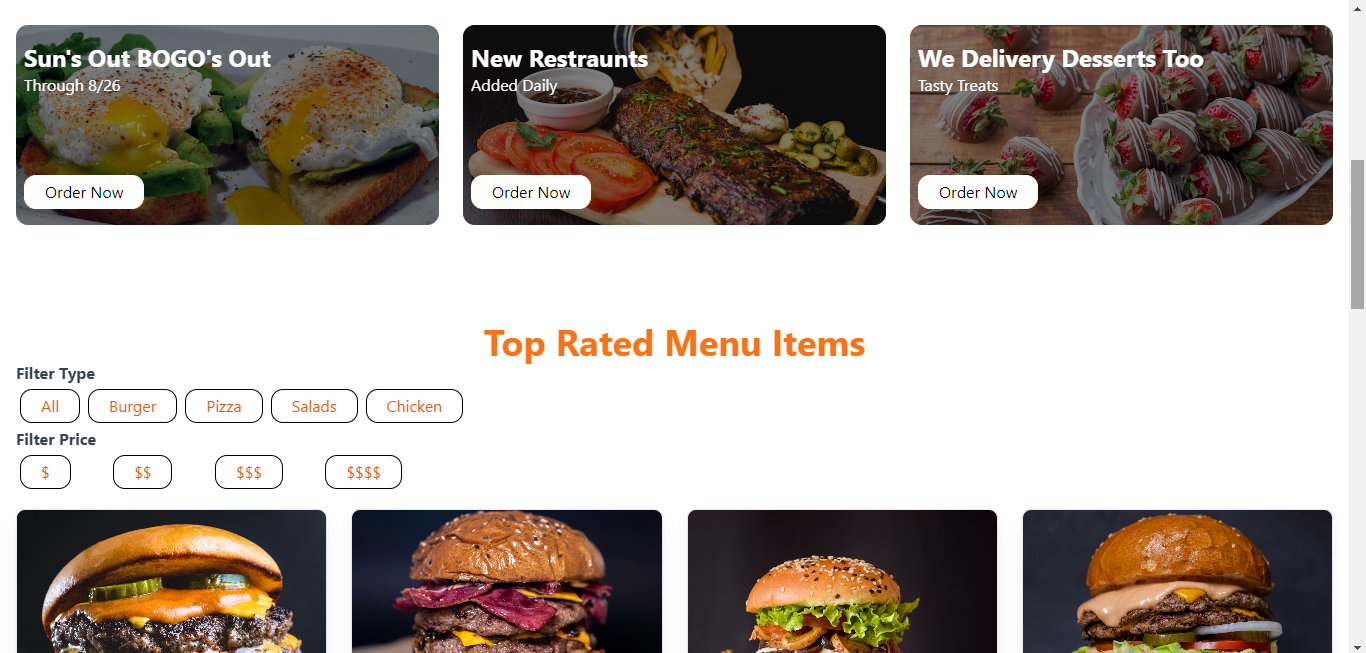 Sun's Out BOGO's Out
Through 8/26
Order Now
New Restraunts
Added Daily
Order Now
We Delivery Desserts Too
Tasty Treats
Order Now
Top Rated Menu Items
Filter Type
All Burger Pizza Salads Chicken
Filter Price
$ $$ $$$ $$$$